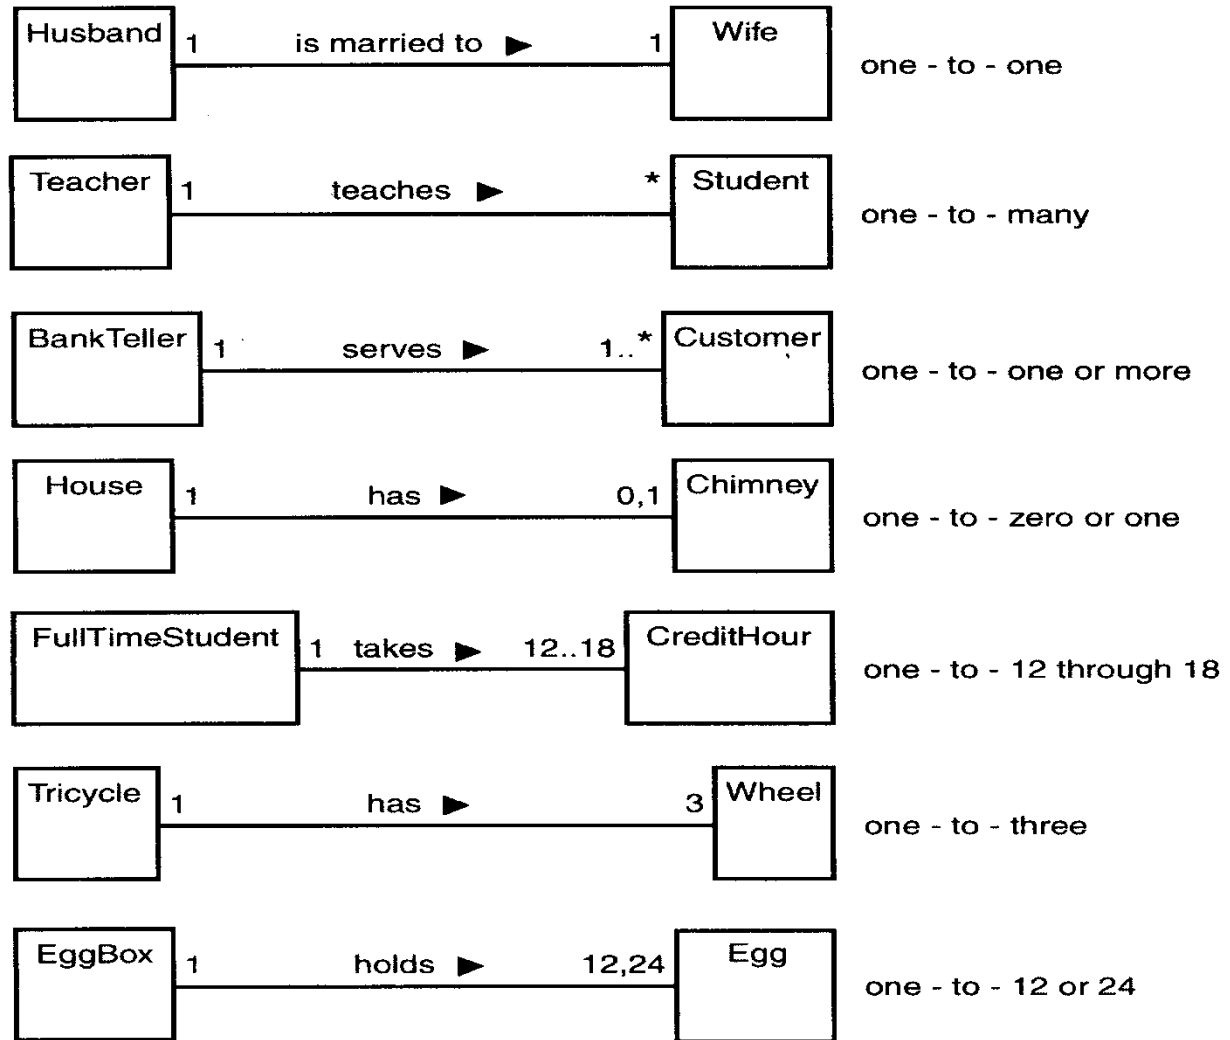 Husband 1 is married to ▶ 1 Wife one - to - one
Teacher 1 teaches ▶ * Student one - to - many
BankTeller 1 serves ▶ 1..* Customer one - to - one or more
House 1 has ▶ 0,1 Chimney one - to - zero or one
FullTimeStudent 1 takes ▶ 12..18 CreditHour one - to - 12 through 18
Tricycle 1 has ▶ 3 Wheel one - to - three
EggBox 1 holds ▶ 12,24 Egg one - to - 12 or 24